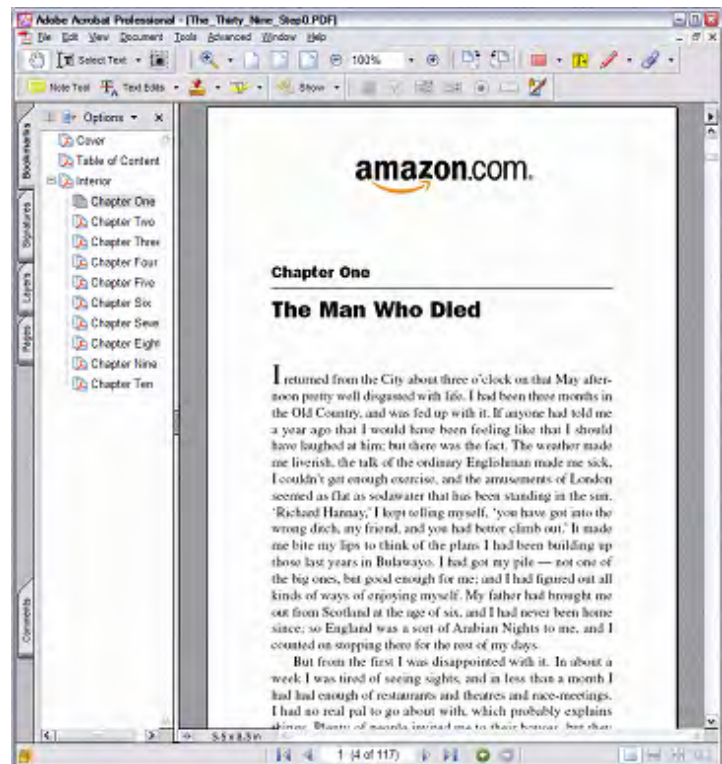 Adobe Acrobat Professional - [The_Thirty_Nine_Step0.PDF]
File Edit View Document Tools Advanced Window Help
Select Text 100%
Note Tool Text Edits Show
Options
Bookmarks
Signatures
Layers
Pages
Comments
Cover
Table of Content
Interior
Chapter One
Chapter Two
Chapter Three
Chapter Four
Chapter Five
Chapter Six
Chapter Seve
Chapter Eight
Chapter Nine
Chapter Ten
amazon.com.
Chapter One
The Man Who Died
I returned from the City about three o'clock on that May after-
noon pretty well disgusted with life. I had been three months in
the Old Country, and was fed up with it. If anyone had told me
a year ago that I would have been feeling like that I should
have laughed at him; but there was the fact. The weather made
me liverish, the talk of the ordinary Englishman made me sick,
I couldn't get enough exercise, and the amusements of London
seemed as flat as sodawater that has been standing in the sun.
'Richard Hannay,' I kept telling myself, 'you have got into the
wrong ditch, my friend, and you had better climb out.' It made
me bite my lips to think of the plans I had been building up
those last years in Bulawayo. I had got my pile — not one of
the big ones, but good enough for me; and I had figured out all
kinds of ways of enjoying myself. My father had brought me
out from Scotland at the age of six, and I had never been home
since; so England was a sort of Arabian Nights to me, and I
counted on stopping there for the rest of my days.
But from the first I was disappointed with it. In about a
week I was tired of seeing sights, and in less than a month I
had had enough of restaurants and theatres and race-meetings.
I had no real pal to go about with, which probably explains
things. Plenty of people invited me to their houses, but they
5.5 x 8.5 in
1 (4 of 117)